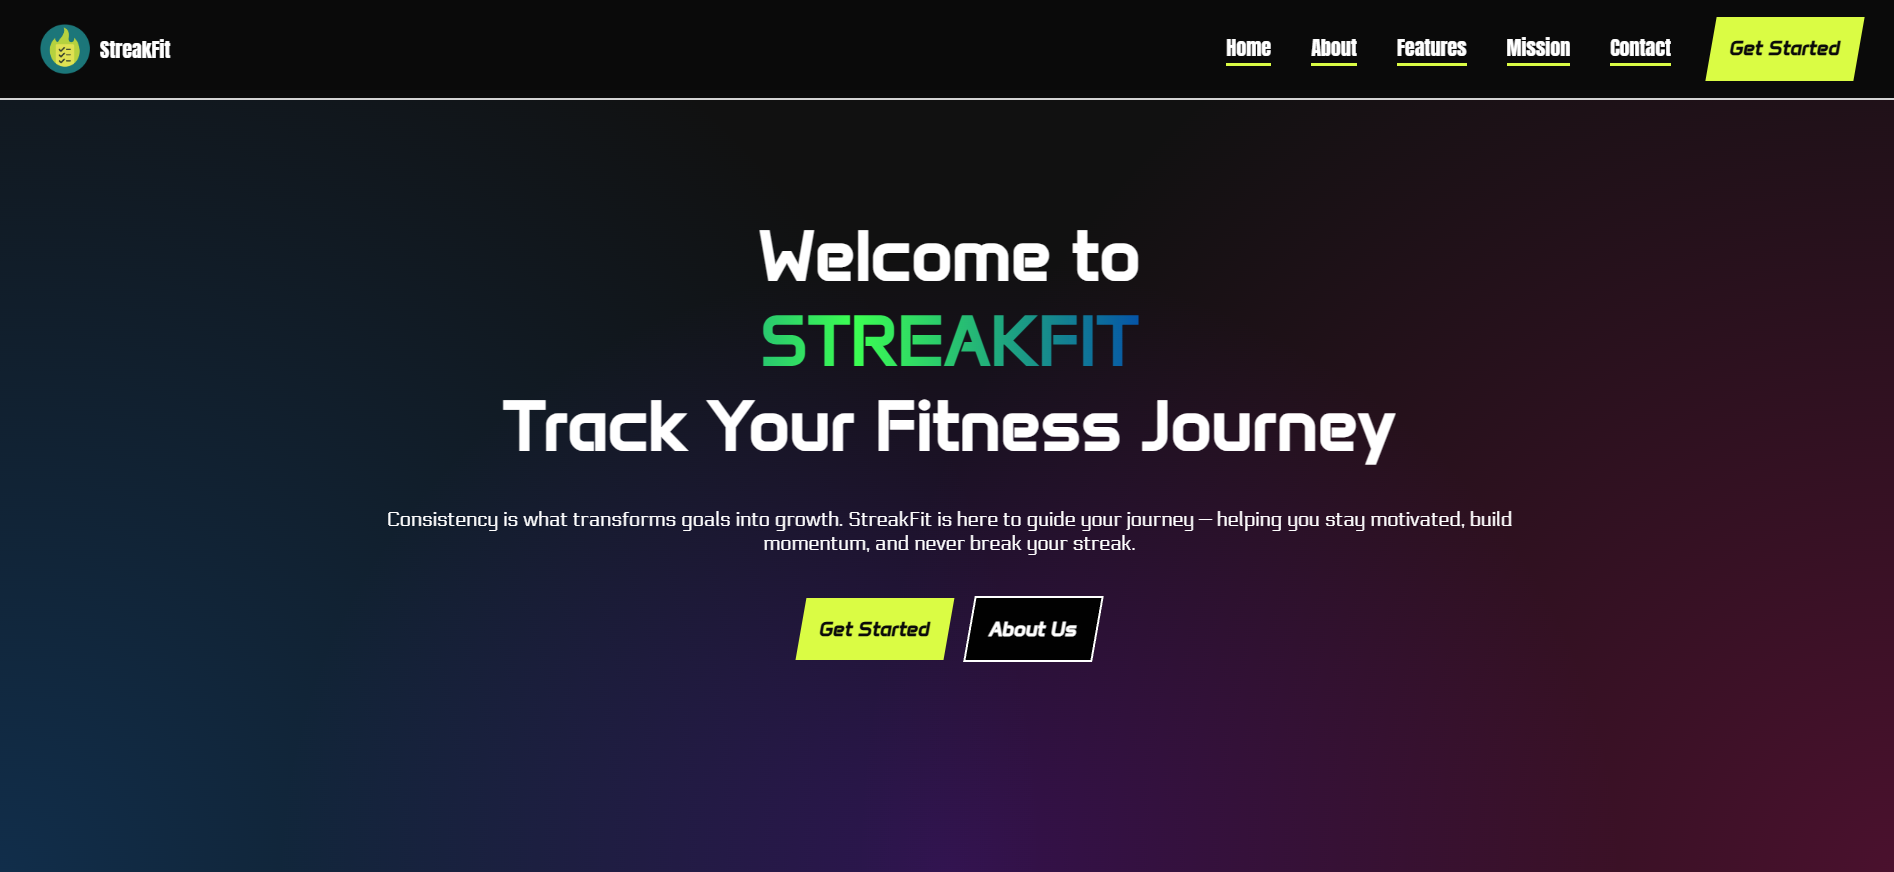 StreakFit
Home About Features Mission Contact Get Started
Welcome to
STREAKFIT
Track Your Fitness Journey
Consistency is what transforms goals into growth. StreakFit is here to guide your journey — helping you stay motivated, build
momentum, and never break your streak.
Get Started About Us